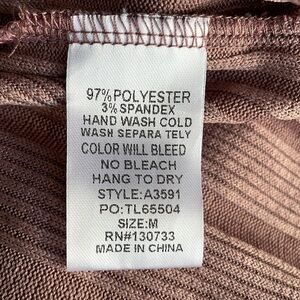 97% POLYESTER
3% SPANDEX
HAND WASH COLD
WASH SEPARA TELY
COLOR WILL BLEED
NO BLEACH
HANG TO DRY
STYLE:A3591
PO:TL65504
SIZE:M
RN#130733
MADE IN CHINA